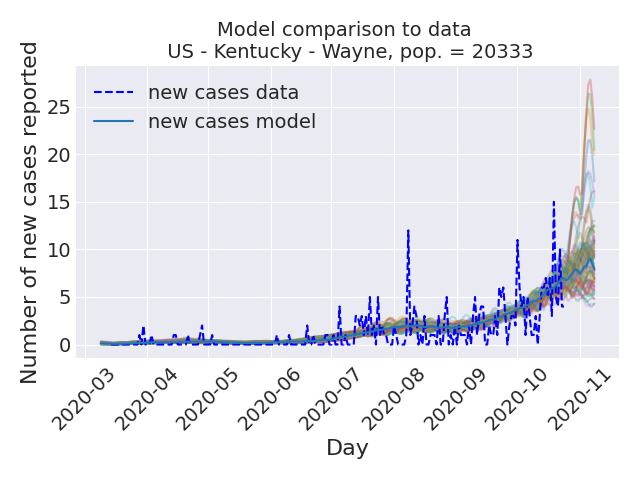 Model comparison to data
US - Kentucky - Wayne, pop. = 20333
Number of new cases reported
25
20
15
10
5
0
new cases data
new cases model
2020-03
2020-04
2020-05
2020-06
2020-07
2020-08
2020-09
2020-10
2020-11
Day